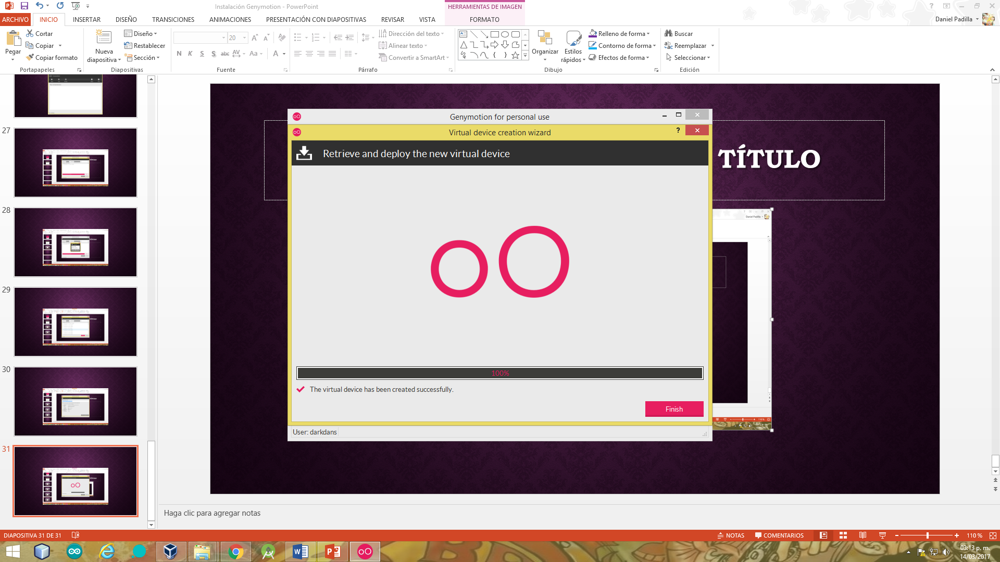 Instalación Genymotion - PowerPoint
HERRAMIENTAS DE IMAGEN
ARCHIVO INICIO INSERTAR DISEÑO TRANSICIONES ANIMACIONES PRESENTACIÓN CON DIAPOSITIVAS REVISAR VISTA FORMATO
Daniel Padilla
Pegar
Cortar
Copiar
Copiar formato
Portapapeles
Nueva
diapositiva
Diseño
Restablecer
Sección
Diapositivas
20
N K S S abc AV Aa A
Fuente
Dirección del texto
Alinear texto
Convertir a SmartArt
Párrafo
Organizar
Estilos
rápidos
Relleno de forma
Contorno de forma
Efectos de forma
Dibujo
Buscar
Reemplazar
Seleccionar
Edición
27
28
29
30
31
TÍTULO
Genymotion for personal use
Virtual device creation wizard
Retrieve and deploy the new virtual device
100%
The virtual device has been created successfully.
Finish
User: darkdans
Haga clic para agregar notas
DIAPOSITIVA 31 DE 31
NOTAS COMENTARIOS 110 %
03:13 p. m.
14/03/2017